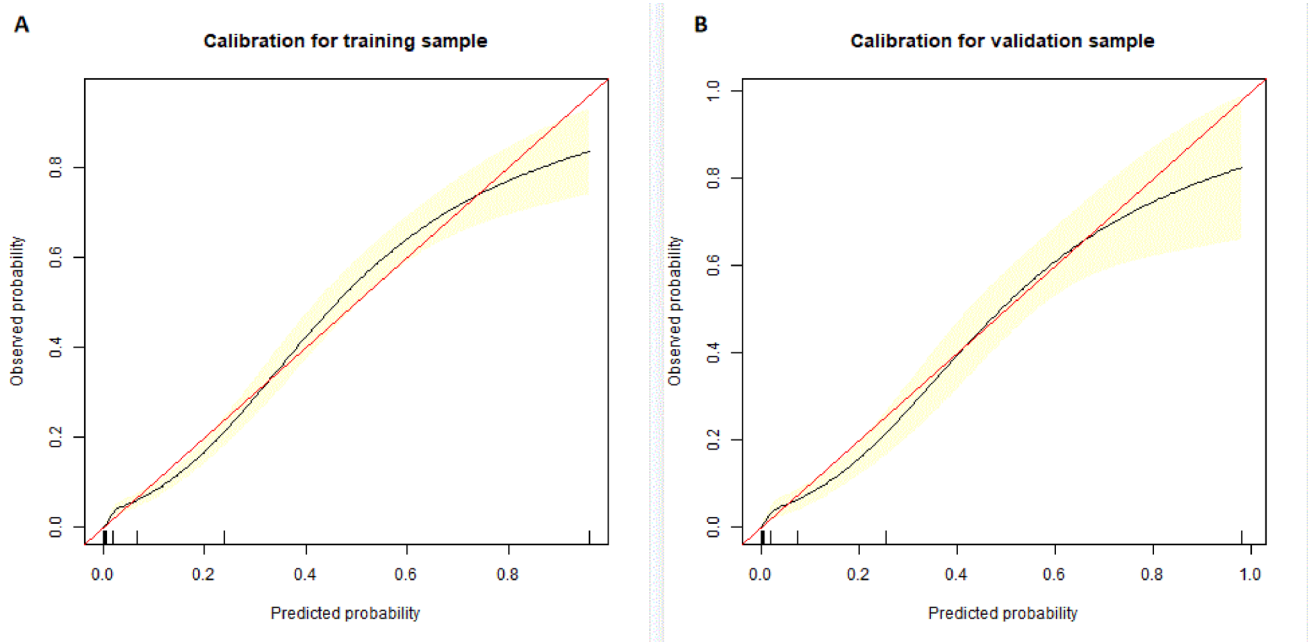 A
Calibration for training sample
Observed probability
0.8
0.6
0.4
0.2
0.0
0.0 0.2 0.4 0.6 0.8
Predicted probability
B
Calibration for validation sample
Observed probability
1.0
0.8
0.6
0.4
0.2
0.0
0.0 0.2 0.4 0.6 0.8 1.0
Predicted probability